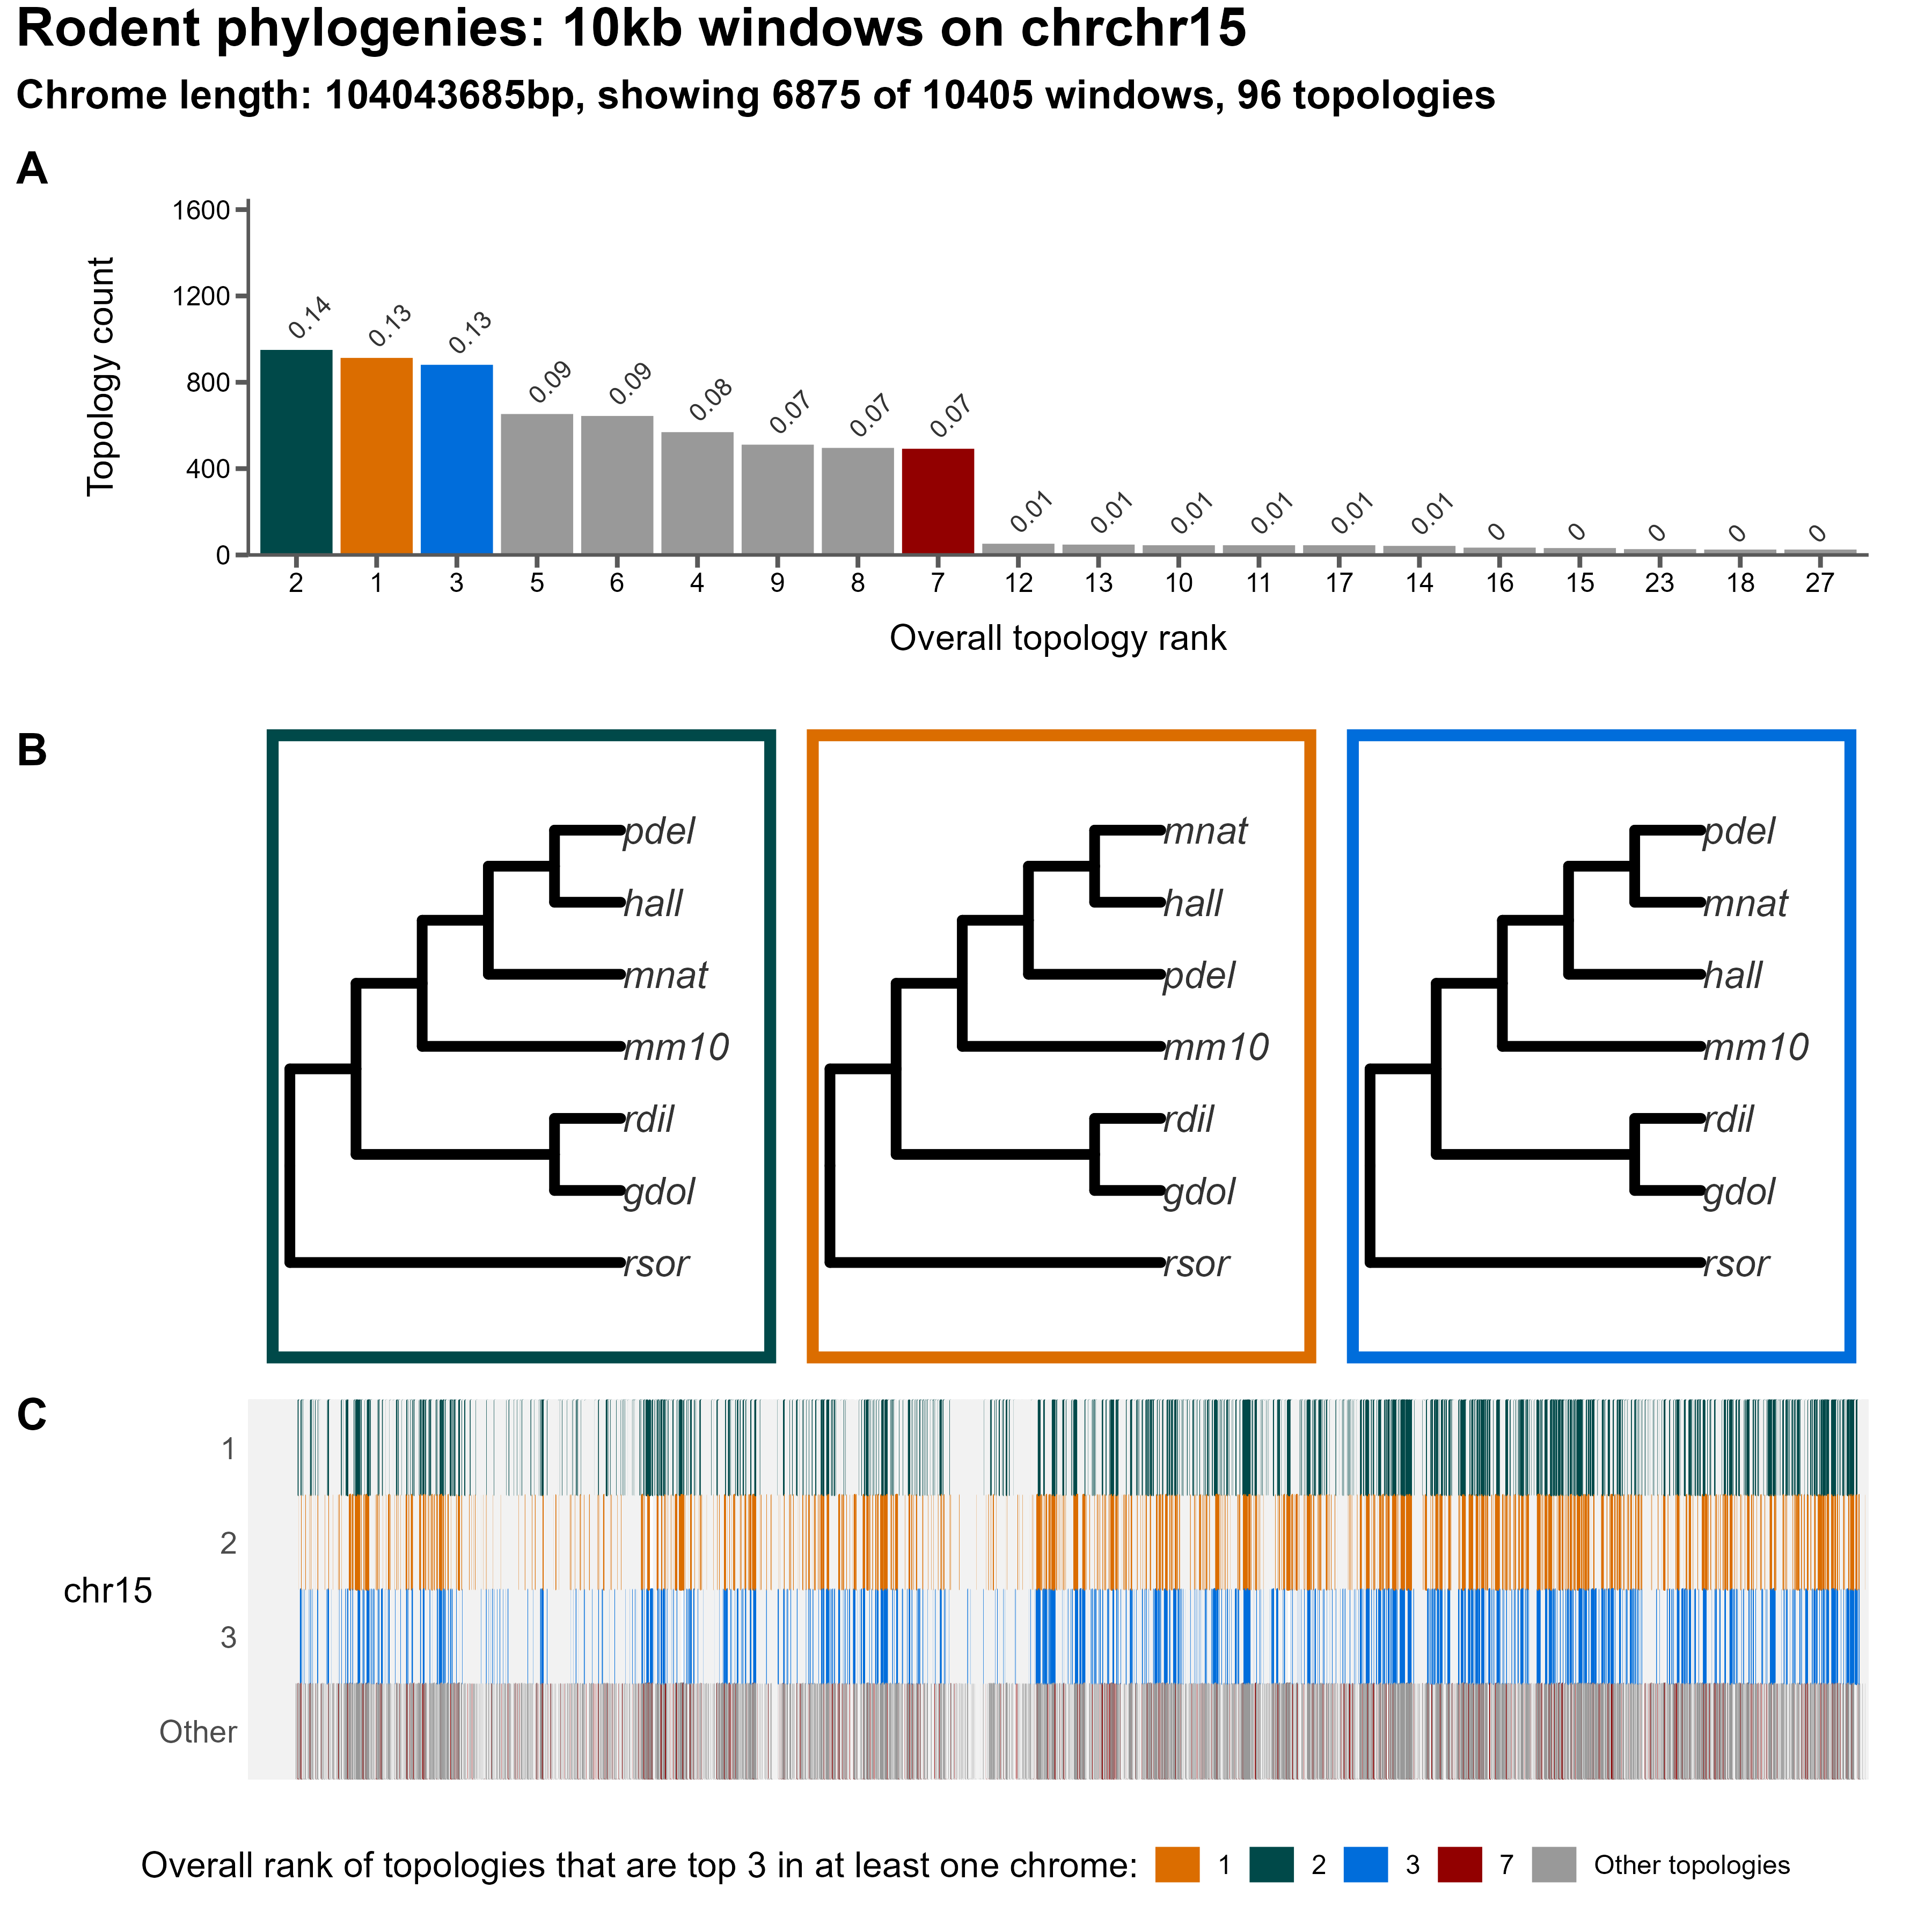 Rodent phylogenies: 10kb windows on chrchr15
Chrome length: 104043685bp, showing 6875 of 10405 windows, 96 topologies
A
Topology count
1600
1200
800
400
0
0.14 0.13 0.13 0.09 0.09 0.08 0.07 0.07 0.07 0.01 0.01 0.01 0.01 0.01 0.01 0 0 0 0 0
2 1 3 5 6 4 9 8 7 12 13 10 11 17 14 16 15 23 18 27
Overall topology rank
B
pdel
hall
mnat
mm10
rdil
gdol
rsor
mnat
hall
pdel
mm10
rdil
gdol
rsor
pdel
mnat
hall
mm10
rdil
gdol
rsor
C
chr15
1
2
3
Other
Overall rank of topologies that are top 3 in at least one chrome: 1 2 3 7 Other topologies